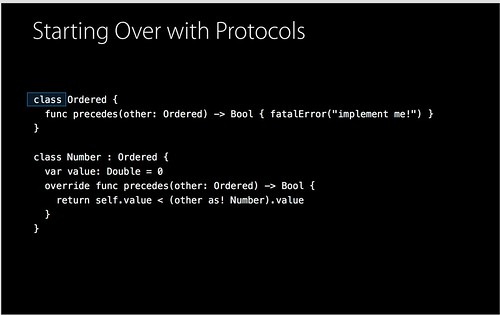 Starting Over with Protocols
class Ordered {
  func precedes(other: Ordered) -> Bool { fatalError("implement me!") }
}
class Number : Ordered {
  var value: Double = 0
  override func precedes(other: Ordered) -> Bool {
    return self.value < (other as! Number).value
  }
}